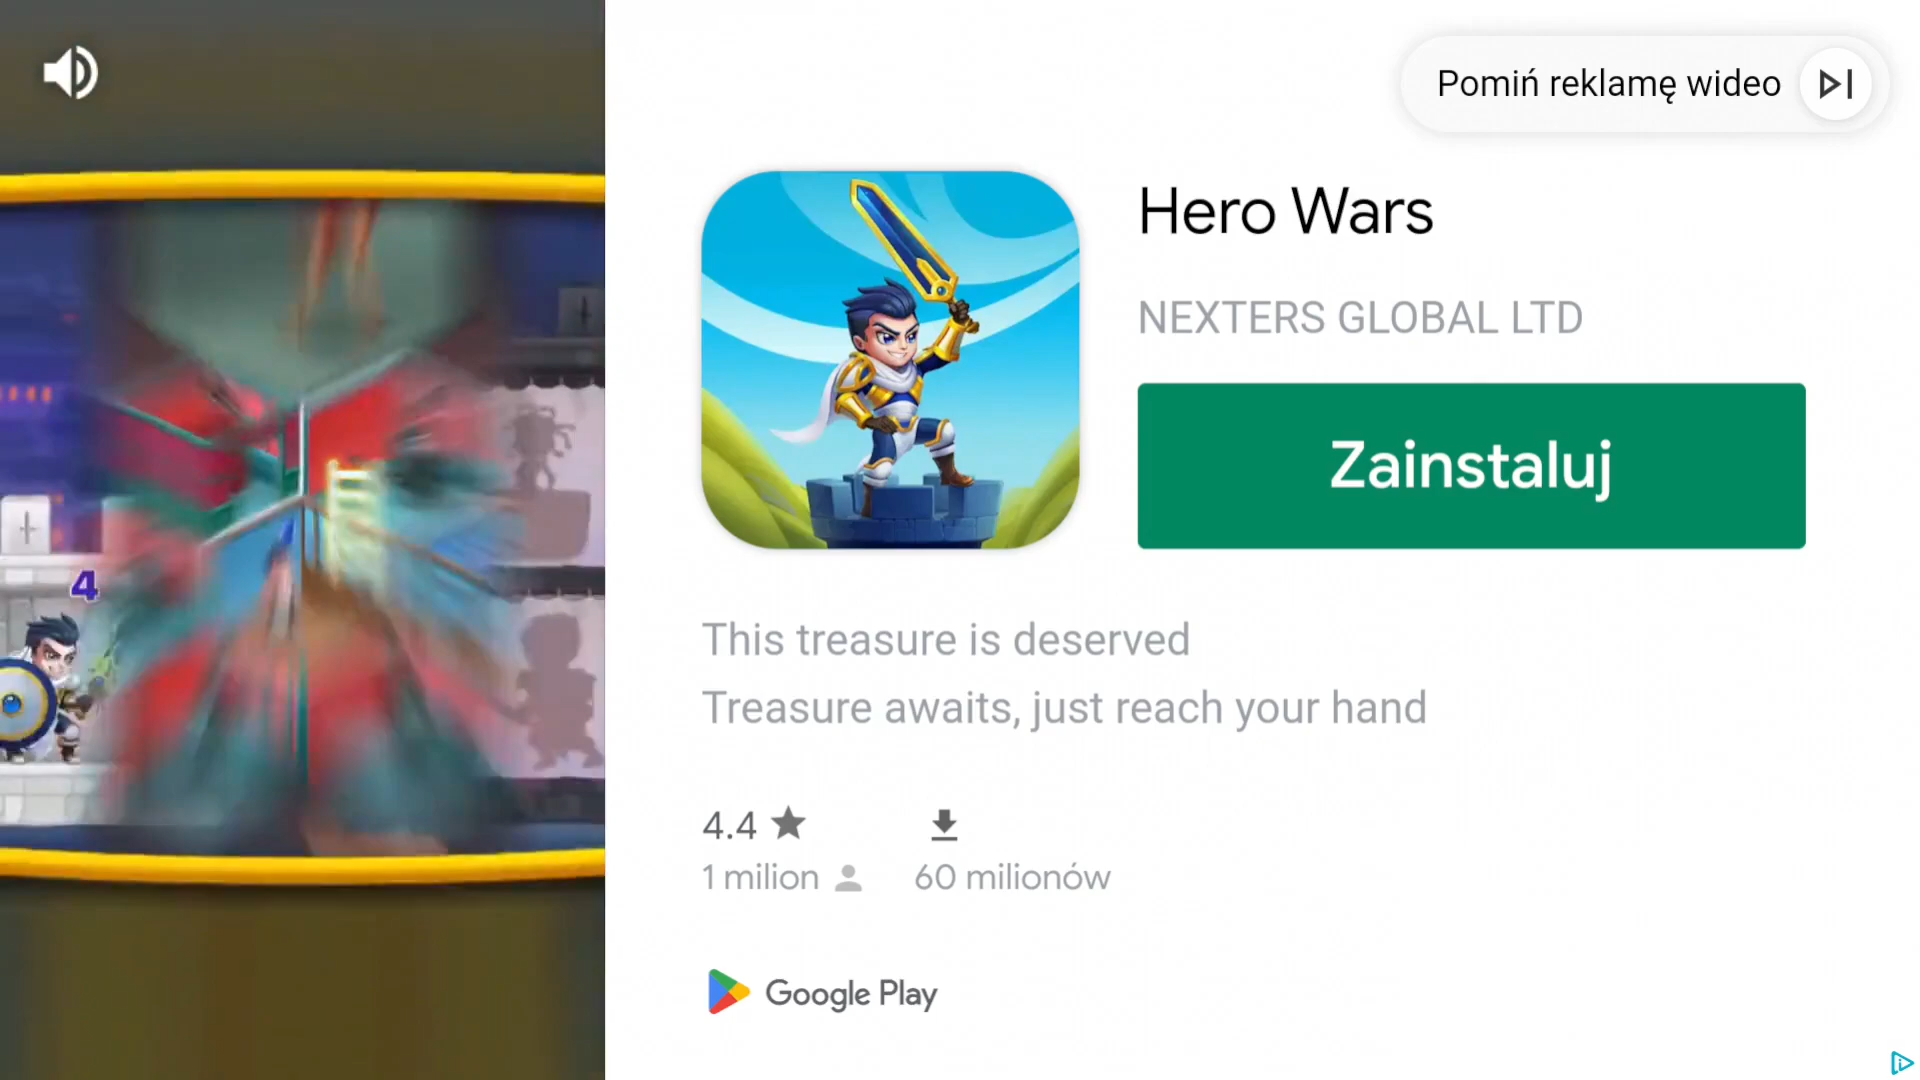 Pomiń reklamę wideo
Hero Wars
NEXTERS GLOBAL LTD
Zainstaluj
This treasure is deserved
Treasure awaits, just reach your hand
4.4
1 milion
60 milionów
Google Play
4